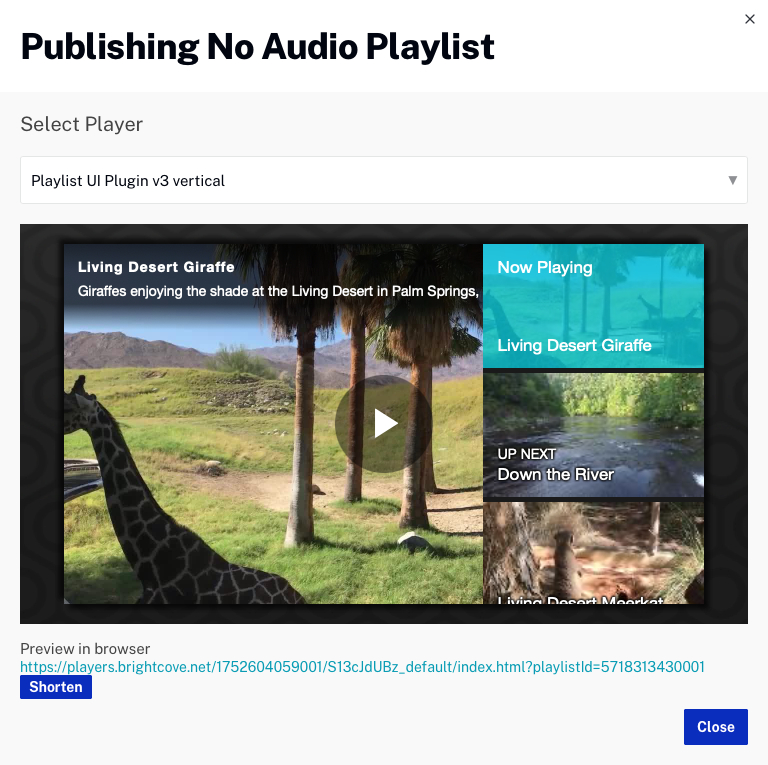 ×
Publishing No Audio Playlist
Select Player
Playlist UI Plugin v3 vertical
Living Desert Giraffe
Giraffes enjoying the shade at the Living Desert in Palm Springs,
Now Playing
Living Desert Giraffe
UP NEXT
Down the River
Living Desert Meerkat
Preview in browser
https://players.brightcove.net/1752604059001/S13cJdUBz_default/index.html?playlistId=5718313430001
Shorten
Close